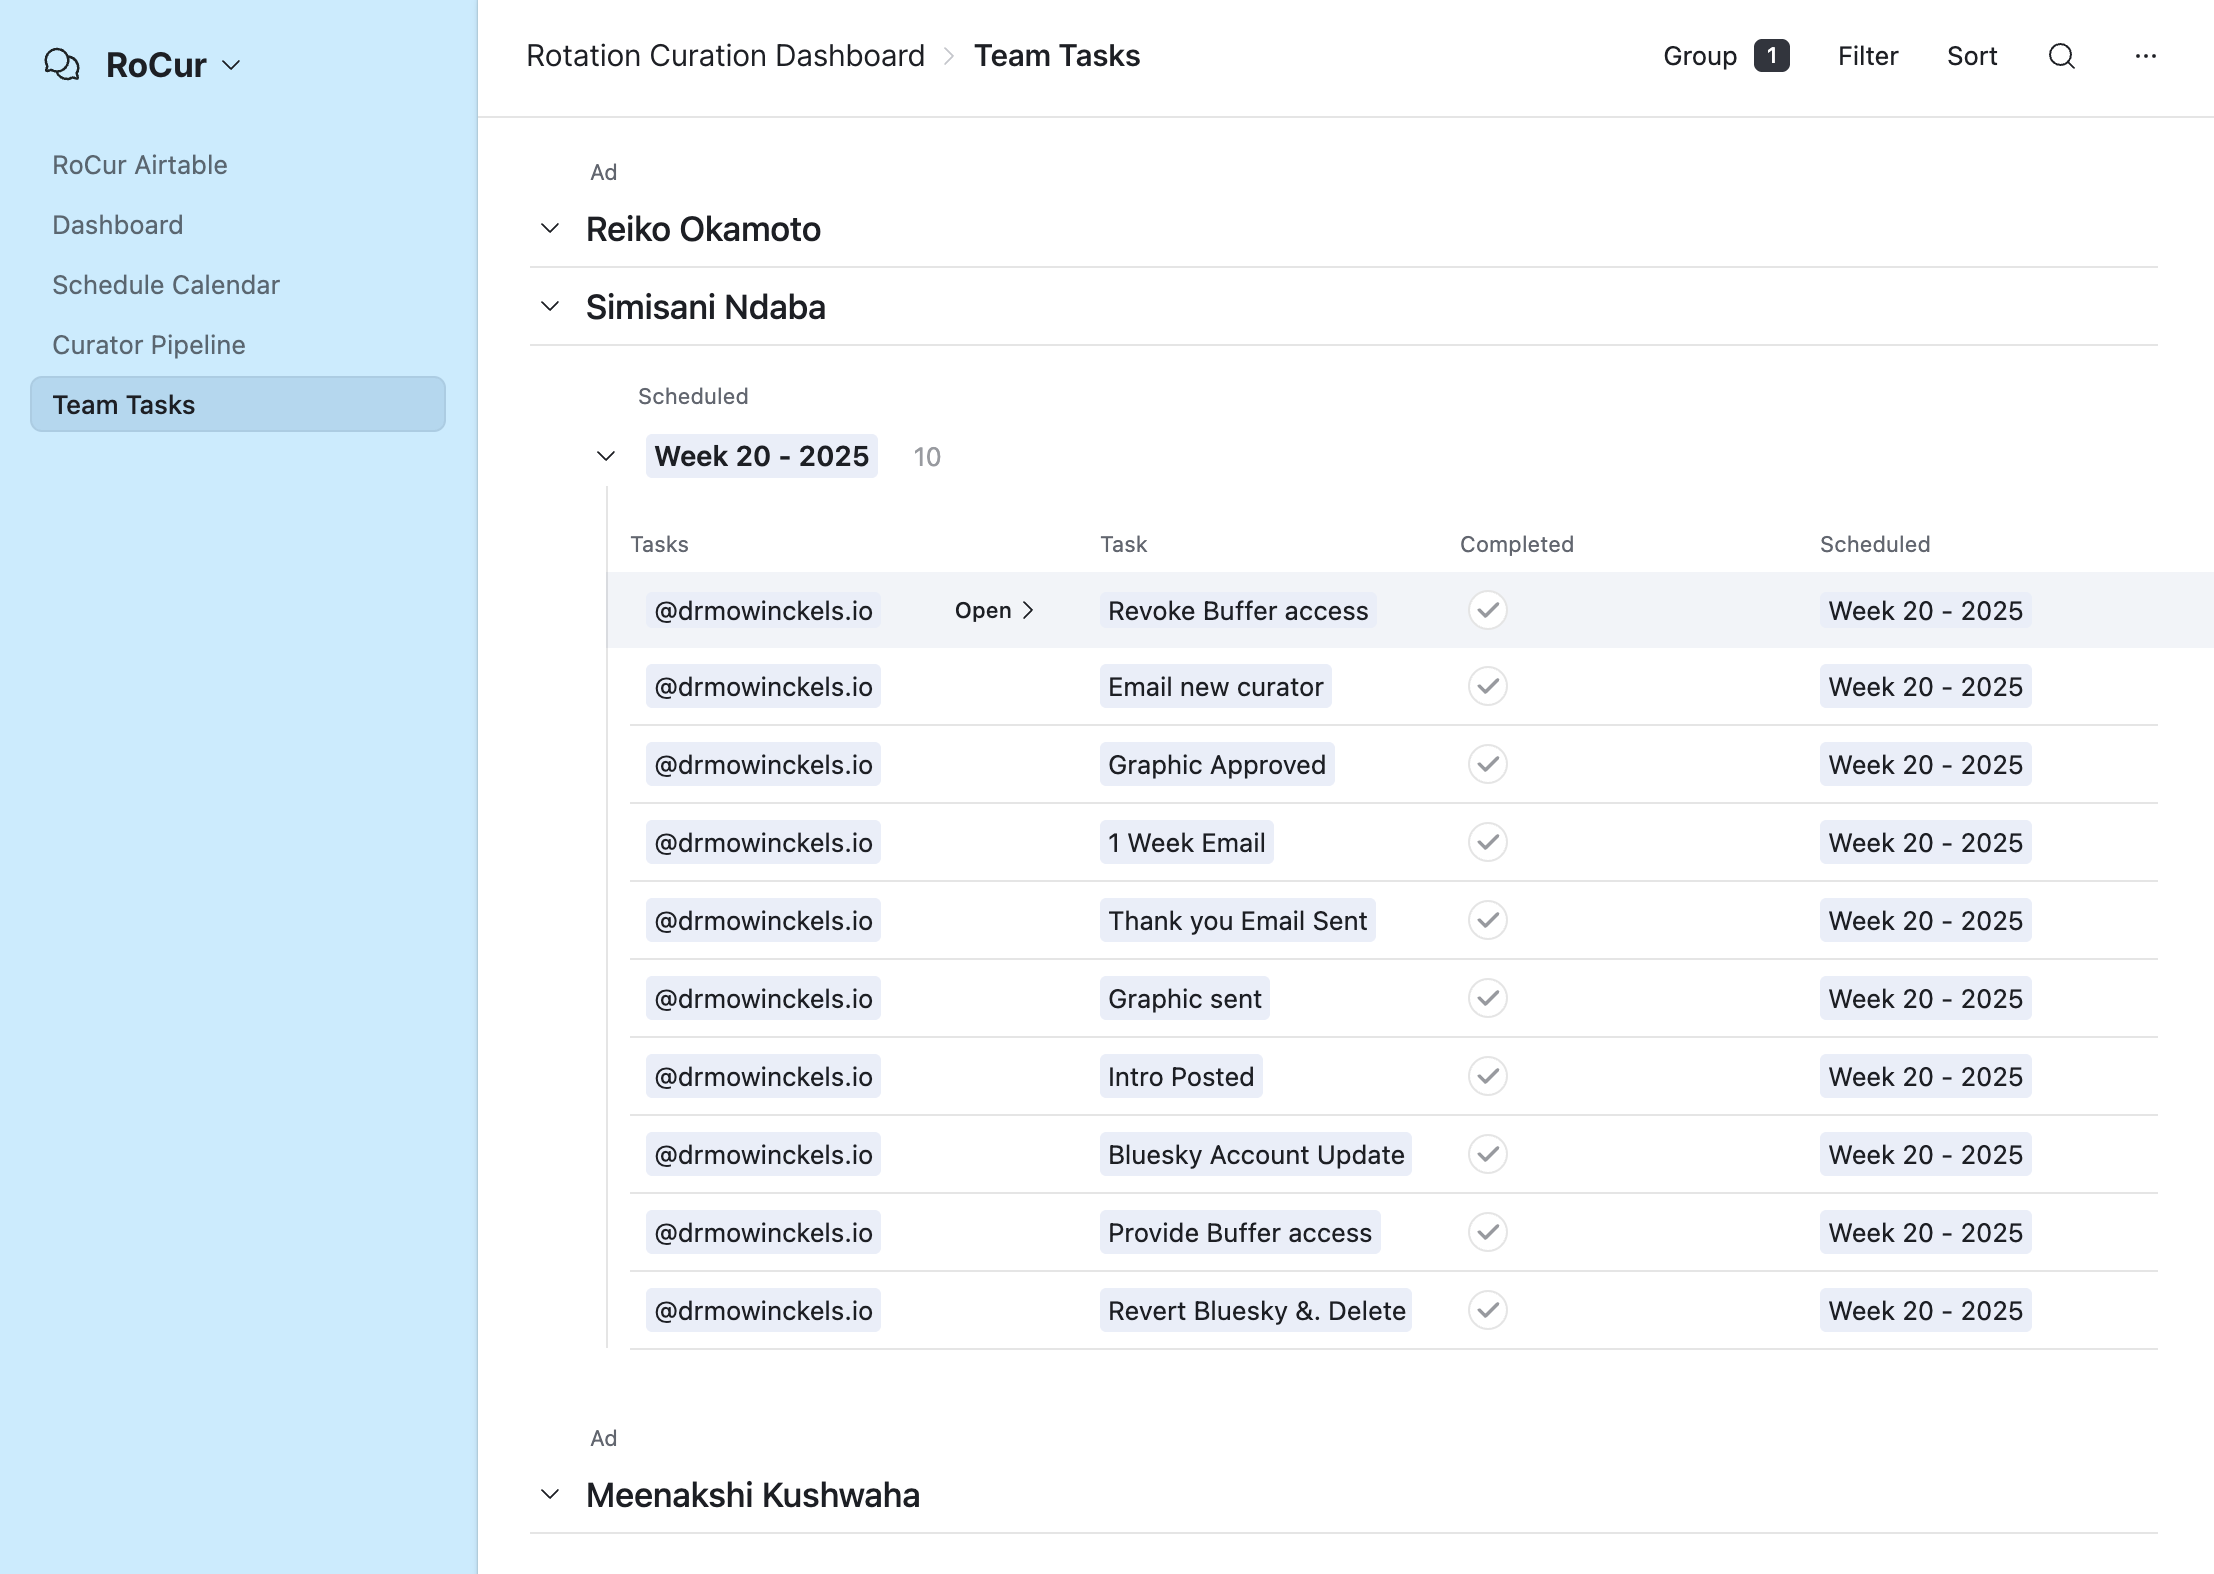 RoCur
RoCur Airtable
Dashboard
Schedule Calendar
Curator Pipeline
Team Tasks
Rotation Curation Dashboard > Team Tasks
Group 1 Filter Sort ...
Ad
Reiko Okamoto
Simisani Ndaba
Scheduled
Week 20 - 2025 10
Tasks Task Completed Scheduled
@drmowinckels.io Open > Revoke Buffer access Week 20 - 2025
@drmowinckels.io Email new curator Week 20 - 2025
@drmowinckels.io Graphic Approved Week 20 - 2025
@drmowinckels.io 1 Week Email Week 20 - 2025
@drmowinckels.io Thank you Email Sent Week 20 - 2025
@drmowinckels.io Graphic sent Week 20 - 2025
@drmowinckels.io Intro Posted Week 20 - 2025
@drmowinckels.io Bluesky Account Update Week 20 - 2025
@drmowinckels.io Provide Buffer access Week 20 - 2025
@drmowinckels.io Revert Bluesky &. Delete Week 20 - 2025
Ad
Meenakshi Kushwaha